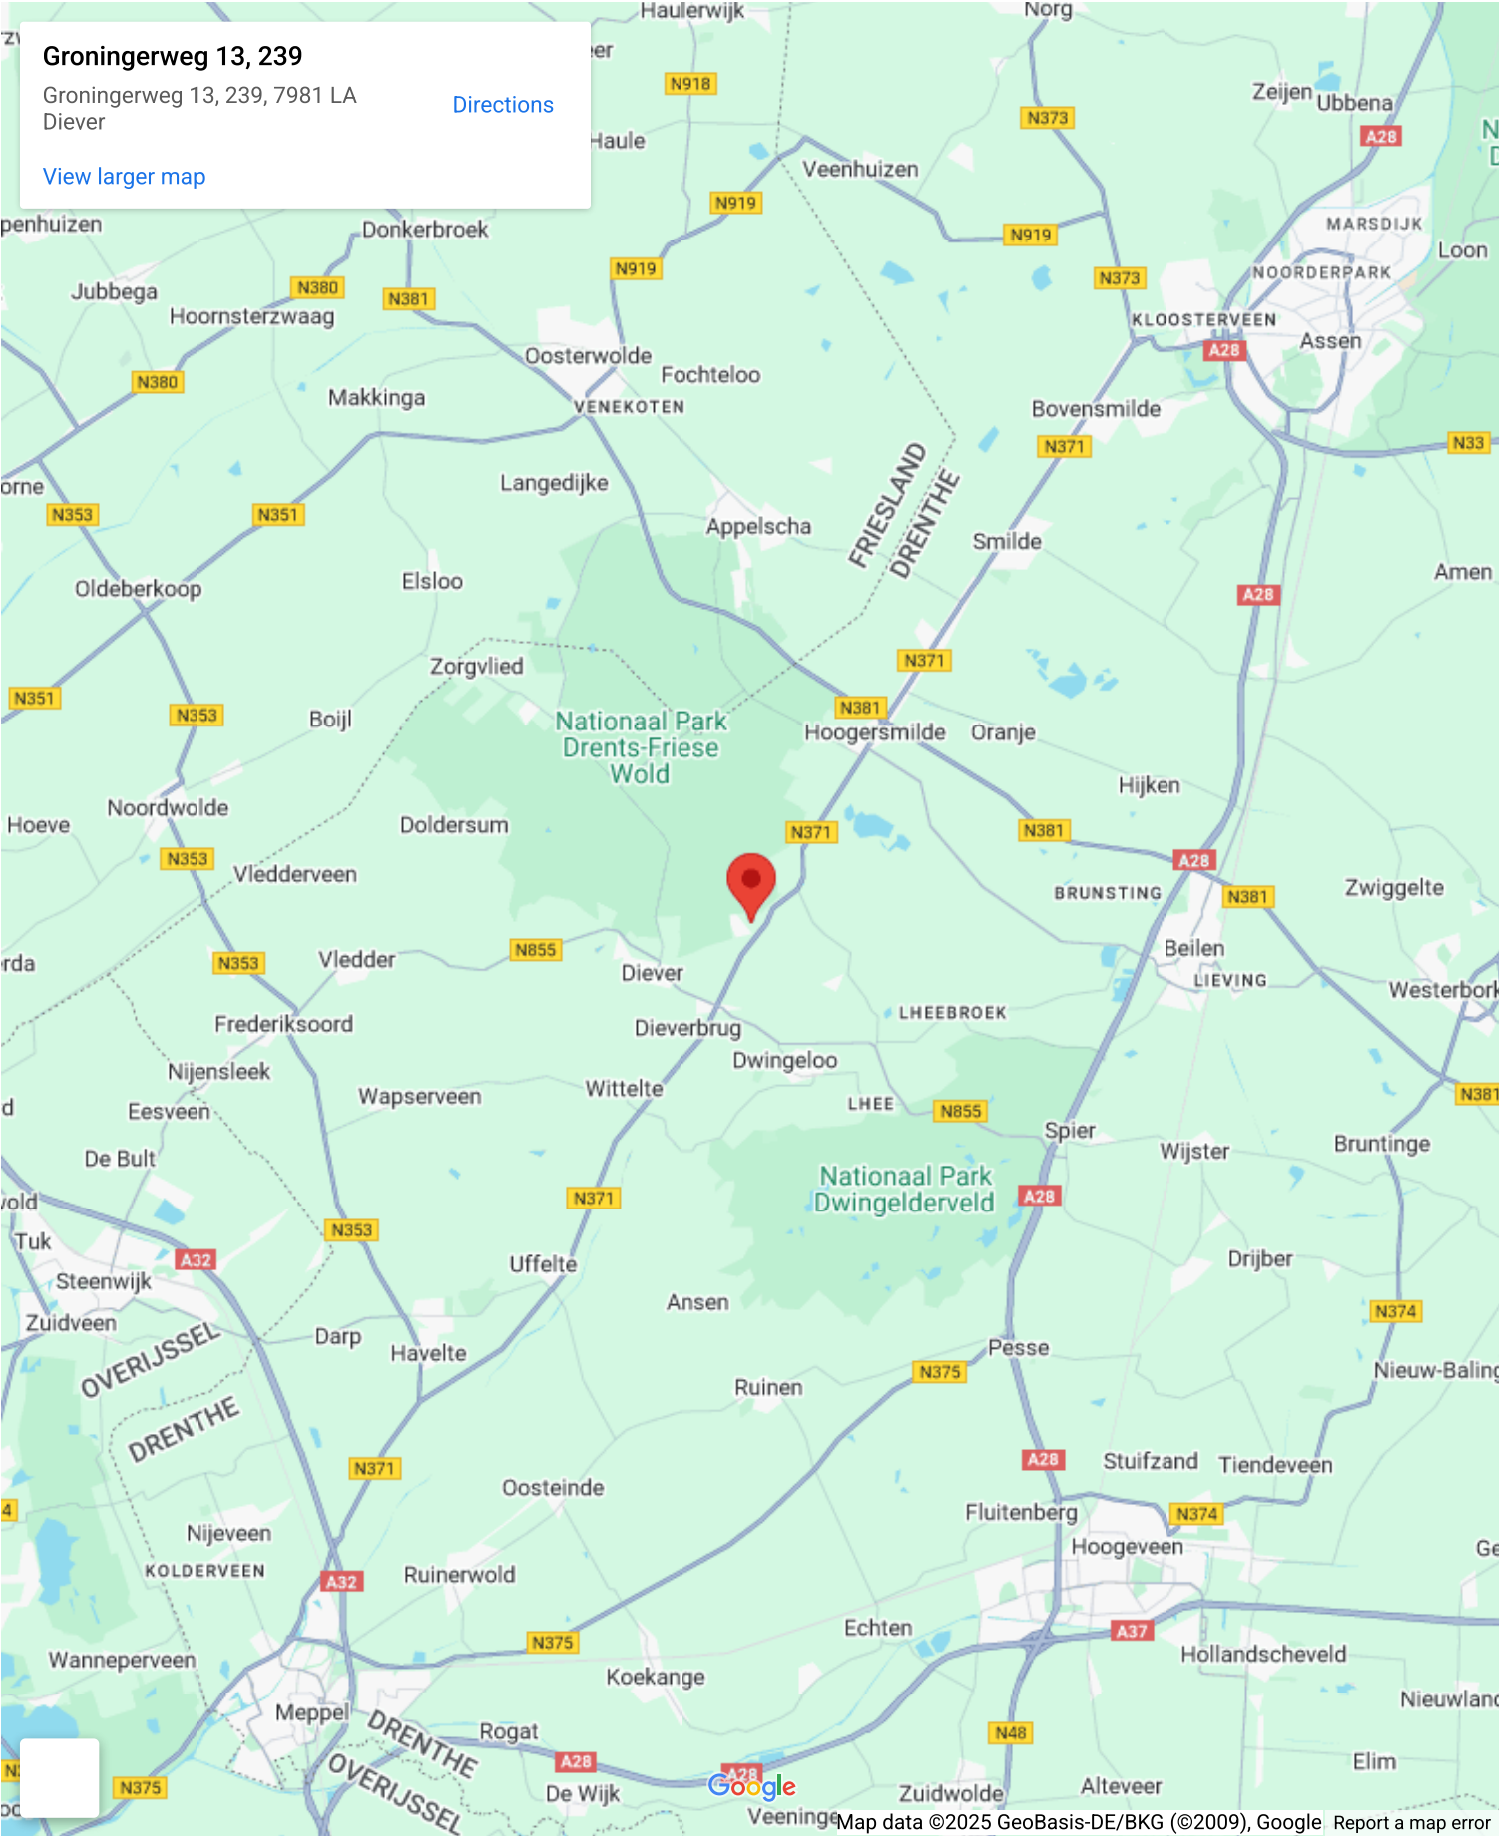 Groningerweg 13, 239
Groningerweg 13, 239, 7981 LA
Diever
Directions
View larger map
Haulerwijk
Norg
N918
Zeijen
Ubbena
N373
A28
Haule
Veenhuizen
N919
Donkerbroek
N919
MARSDIJK
Loon
N919
N373
NOORDERPARK
Jubbega
N380
N381
Hoornsterzwaag
KLOOSTERVEEN
Assen
A28
Oosterwolde
Fochteloo
N380
Makkinga
VENEKOTEN
Bovensmilde
N371
N33
FRIESLAND
DRENTHE
Langedijke
N353
N351
Appelscha
Smilde
Amen
Elsloo
Oldeberkoop
A28
Zorgvlied
N371
N351
N353
Boijl
N381
Nationaal Park
Drents-Friese
Wold
Hoogersmilde
Oranje
Hijken
Noordwolde
Hoeve
Doldersum
N371
N381
N353
A28
Vledderveen
BRUNSTING
N381
Zwiggelte
N855
Beilen
Vledder
N353
Diever
LIEVING
Westerbork
LHEEBROEK
Frederiksoord
Dieverbrug
Dwingeloo
Nijensleek
Wapserveen
Wittelte
Eesveen
LHEE
N855
N381
Spier
Bruntinge
De Bult
Wijster
Nationaal Park
Dwingelderveld
A28
N371
N353
Tuk
A32
Uffelte
Drijber
Steenwijk
Ansen
N374
Zuidveen
OVERIJSSEL
DRENTHE
Darp
Havelte
Pesse
N375
Nieuw-Baling
Ruinen
N371
A28
Stuifzand
Tiendeveen
Oosteinde
Fluitenberg
N374
Nijeveen
Hoogeveen
KOLDERVEEN
A32
Ruinerwold
Echten
A37
N375
Hollandscheveld
Wanneperveen
Koekange
Meppel
DRENTHE
OVERIJSSEL
Rogat
N48
A28
A28
Elim
N375
De Wijk
Google
Zuidwolde
Alteveer
Veeninge
Map data ©2025 GeoBasis-DE/BKG (©2009), Google
Report a map error